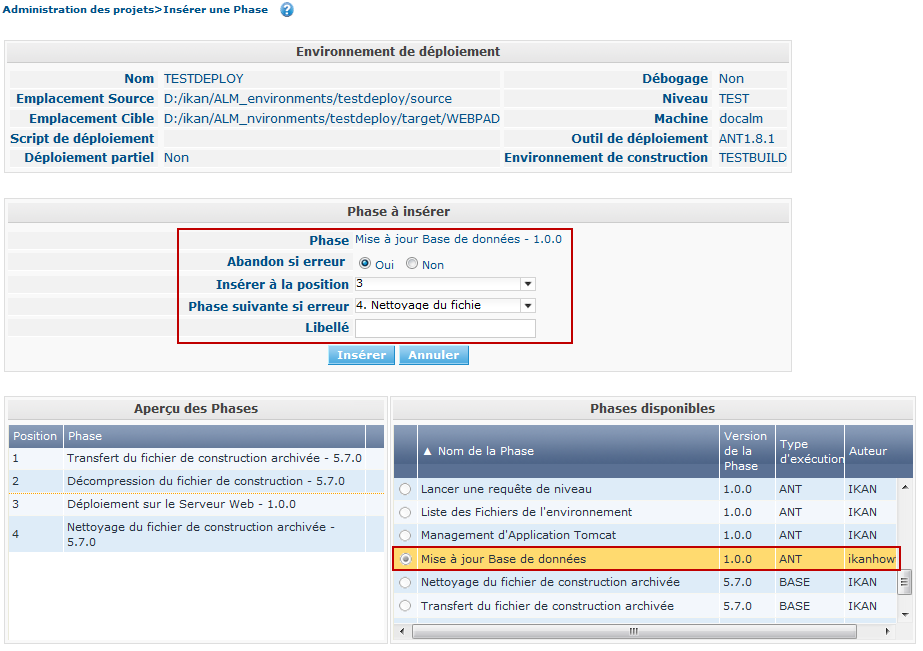 Administration des projets>Insérer une Phase ?
Environnement de déploiement
Nom TESTDEPLOY Débogage Non
Emplacement Source D:/ikan/ALM_environments/testdeploy/source Niveau TEST
Emplacement Cible D:/ikan/ALM_nvironments/testdeploy/target/WEBPAD Machine docalm
Script de déploiement Outil de déploiement ANT1.8.1
Déploiement partiel Non Environnement de construction TESTBUILD
Phase à insérer
Phase Mise à jour Base de données - 1.0.0
Abandon si erreur Oui Non
Insérer à la position 3
Phase suivante si erreur 4. Nettoyage du fichie
Libellé
Insérer Annuler
Aperçu des Phases
Position Phase
1 Transfert du fichier de construction archivée - 5.7.0
2 Décompression du fichier de construction - 5.7.0
3 Déploiement sur le Serveur Web - 1.0.0
4 Nettoyage du fichier de construction archivée -
5.7.0
Phases disponibles
▲ Nom de la Phase Version de la Phase Type d'exécution Auteur
Lancer une requête de niveau 1.0.0 ANT IKAN
Liste des Fichiers de l'environnement 1.0.0 ANT IKAN
Management d'Application Tomcat 1.0.0 ANT IKAN
Mise à jour Base de données 1.0.0 ANT ikanhow
Nettoyage du fichier de construction archivée 5.7.0 BASE IKAN
Transfert du fichier de construction archivée 5.7.0 BASE IKAN